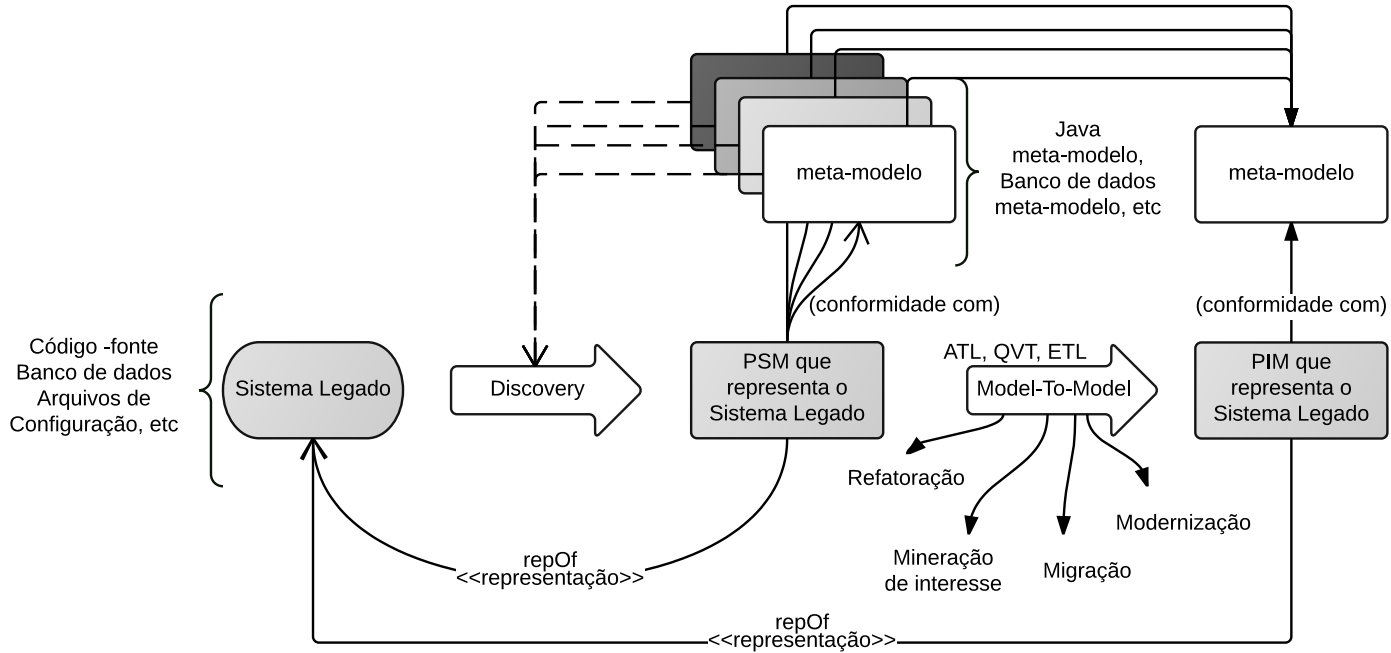 meta-modelo
Java
meta-modelo,
Banco de dados
meta-modelo, etc
meta-modelo
(conformidade com)
(conformidade com)
Código -fonte
Banco de dados
Arquivos de
Configuração, etc
Sistema Legado
Discovery
PSM que
representa o
Sistema Legado
ATL, QVT, ETL
Model-To-Model
PIM que
representa o
Sistema Legado
Refatoração
Mineração
de interesse
Migração
Modernização
repOf
<<representação>>
repOf
<<representação>>